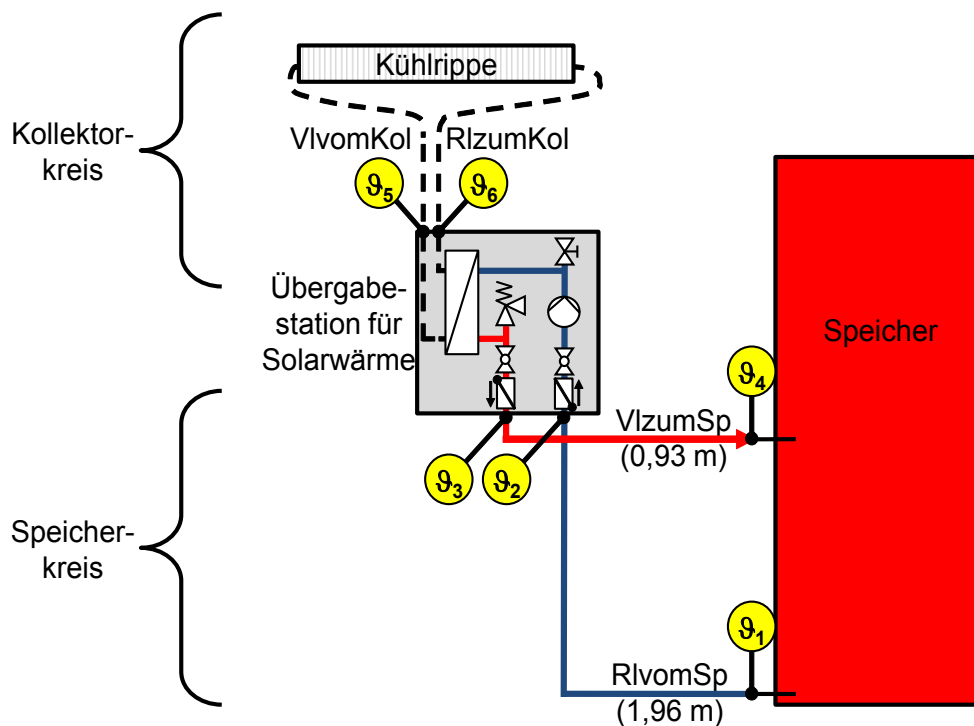 Kühlrippe
Kollektor-
kreis
VlvomKol
RlzumKol
ϑ5
ϑ6
Übergabe-
station für
Solarwärme
Speicher
ϑ4
VlzumSp
(0,93 m)
ϑ3
ϑ2
Speicher-
kreis
ϑ1
RlvomSp
(1,96 m)